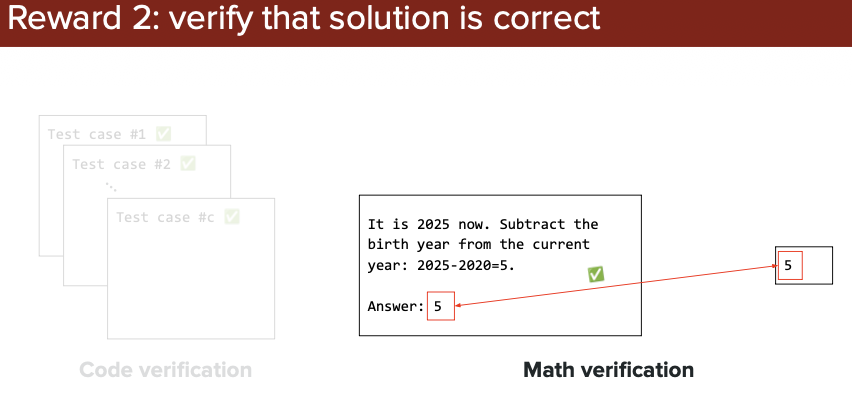 Reward 2: verify that solution is correct
Test case #1 ✅
Test case #2 ✅
⋱
Test case #c ✅
Code verification
It is 2025 now. Subtract the
birth year from the current
year: 2025-2020=5.
✅
Answer: 5
5
Math verification